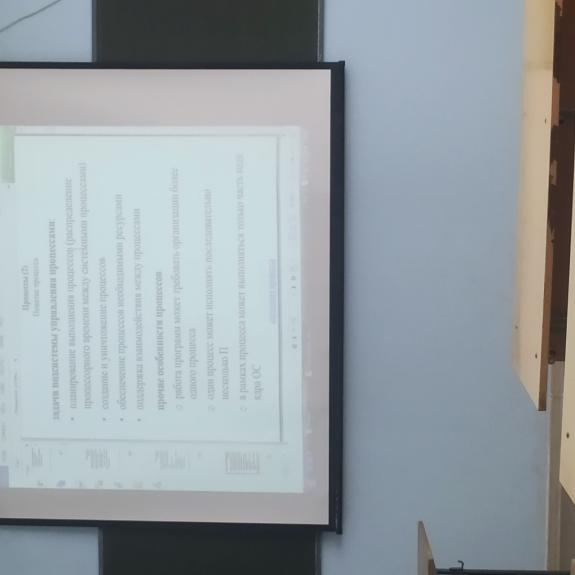 Процессы (2)
Понятие процесса
задачи подсистемы управления процессами:
• планирование выполнения процессов (распределение
процессорного времени между системными процессами)
• создание и уничтожение процессов
• обеспечение процессов необходимыми ресурсами
• поддержка взаимодействия между процессами
прочие особенности процессов
○ работа программ может требовать организации более
одного процесса
○ один процесс может исполнять последовательно
несколько П
○ в рамках процесса может выполняться только часть кода
ядра ОС